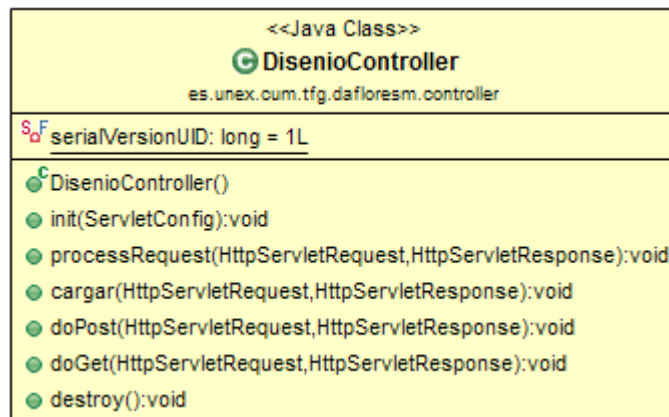 <<Java Class>>
C DisenioController
es.unex.cum.tfg.dafloresm.controller
S F serialVersionUID: long = 1L
C DisenioController()
init(ServletConfig):void
processRequest(HttpServletRequest,HttpServletResponse):void
cargar(HttpServletRequest,HttpServletResponse):void
doPost(HttpServletRequest,HttpServletResponse):void
doGet(HttpServletRequest,HttpServletResponse):void
destroy():void